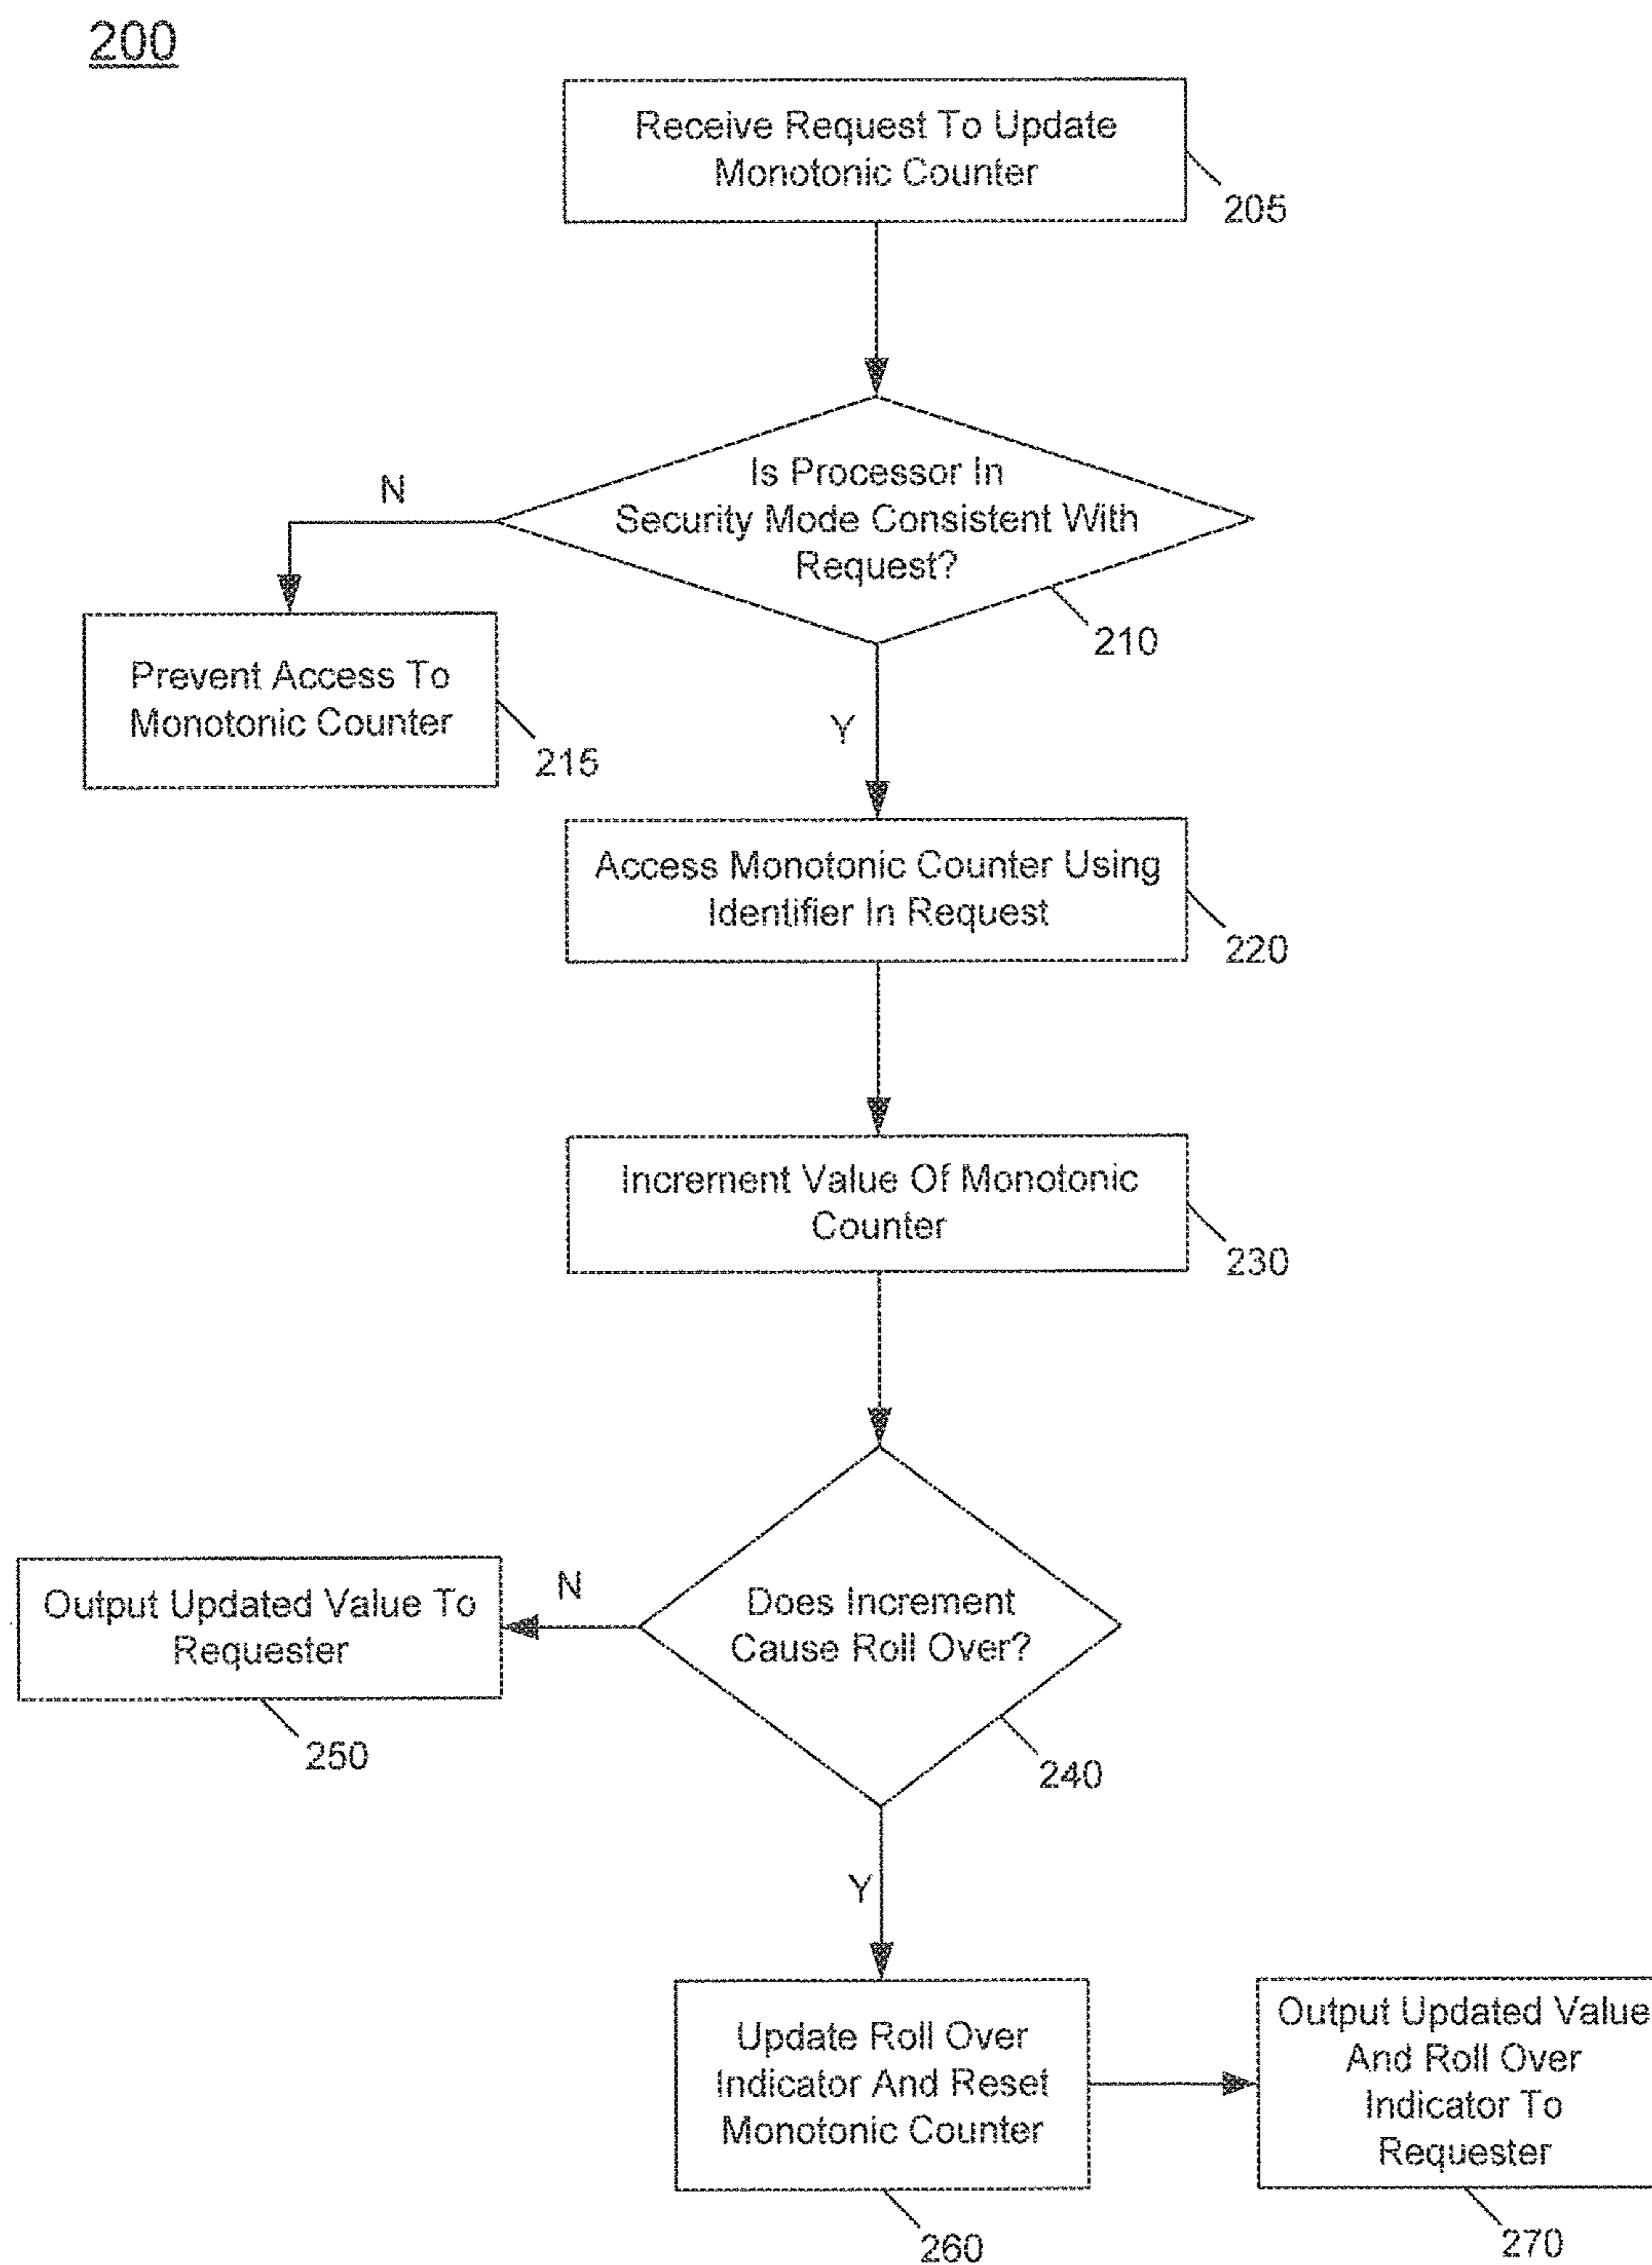 200
Receive Request To Update
Monotonic Counter
205
Is Processor In
Security Mode Consistent With
Request?
210
N
Prevent Access To
Monotonic Counter
215
Y
Access Monotonic Counter Using
Identifier In Request
220
Increment Value Of Monotonic
Counter
230
Does Increment
Cause Roll Over?
240
N
Output Updated Value To
Requester
250
Y
Update Roll Over
Indicator And Reset
Monotonic Counter
260
Output Updated Value
And Roll Over
Indicator To
Requester
270